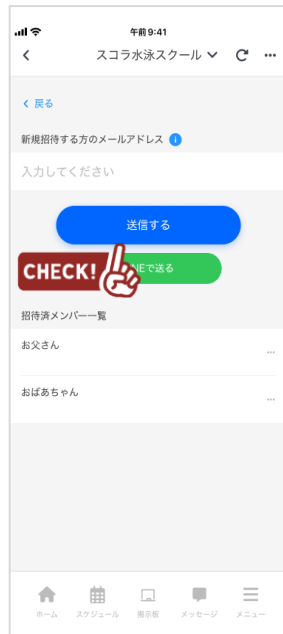 午前9:41
スコラ水泳スクール
戻る
新規招待する方のメールアドレス
入力してください
送信する
CHECK!
NEで送る
招待済メンバー一覧
お父さん
おばあちゃん
ホーム スケジュール 掲示板 メッセージ メニュー